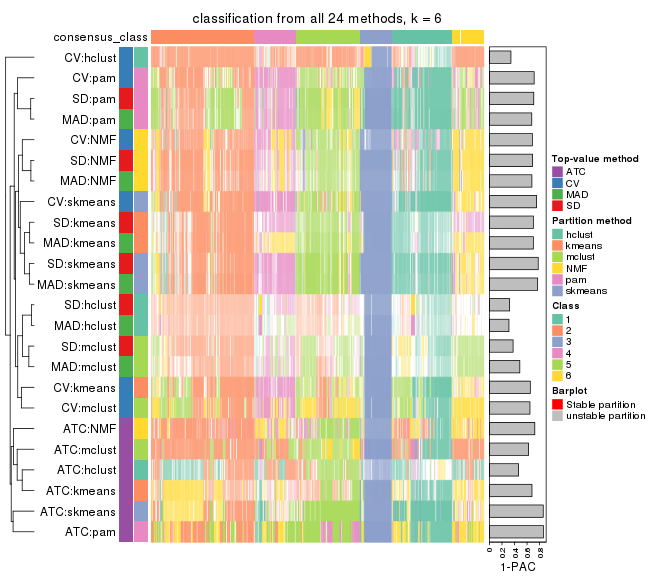 classification from all 24 methods, k = 6
consensus_class
CV:hclust
CV:pam
SD:pam
MAD:pam
CV:NMF
SD:NMF
MAD:NMF
CV:skmeans
SD:kmeans
MAD:kmeans
SD:skmeans
MAD:skmeans
SD:hclust
MAD:hclust
SD:mclust
MAD:mclust
CV:kmeans
CV:mclust
ATC:NMF
ATC:mclust
ATC:hclust
ATC:kmeans
ATC:skmeans
ATC:pam
0 0.2 0.4 0.6 0.8
1-PAC
Top-value method
ATC
CV
MAD
SD
Partition method
hclust
kmeans
mclust
NMF
pam
skmeans
Class
1
2
3
4
5
6
Barplot
Stable partition
unstable partition